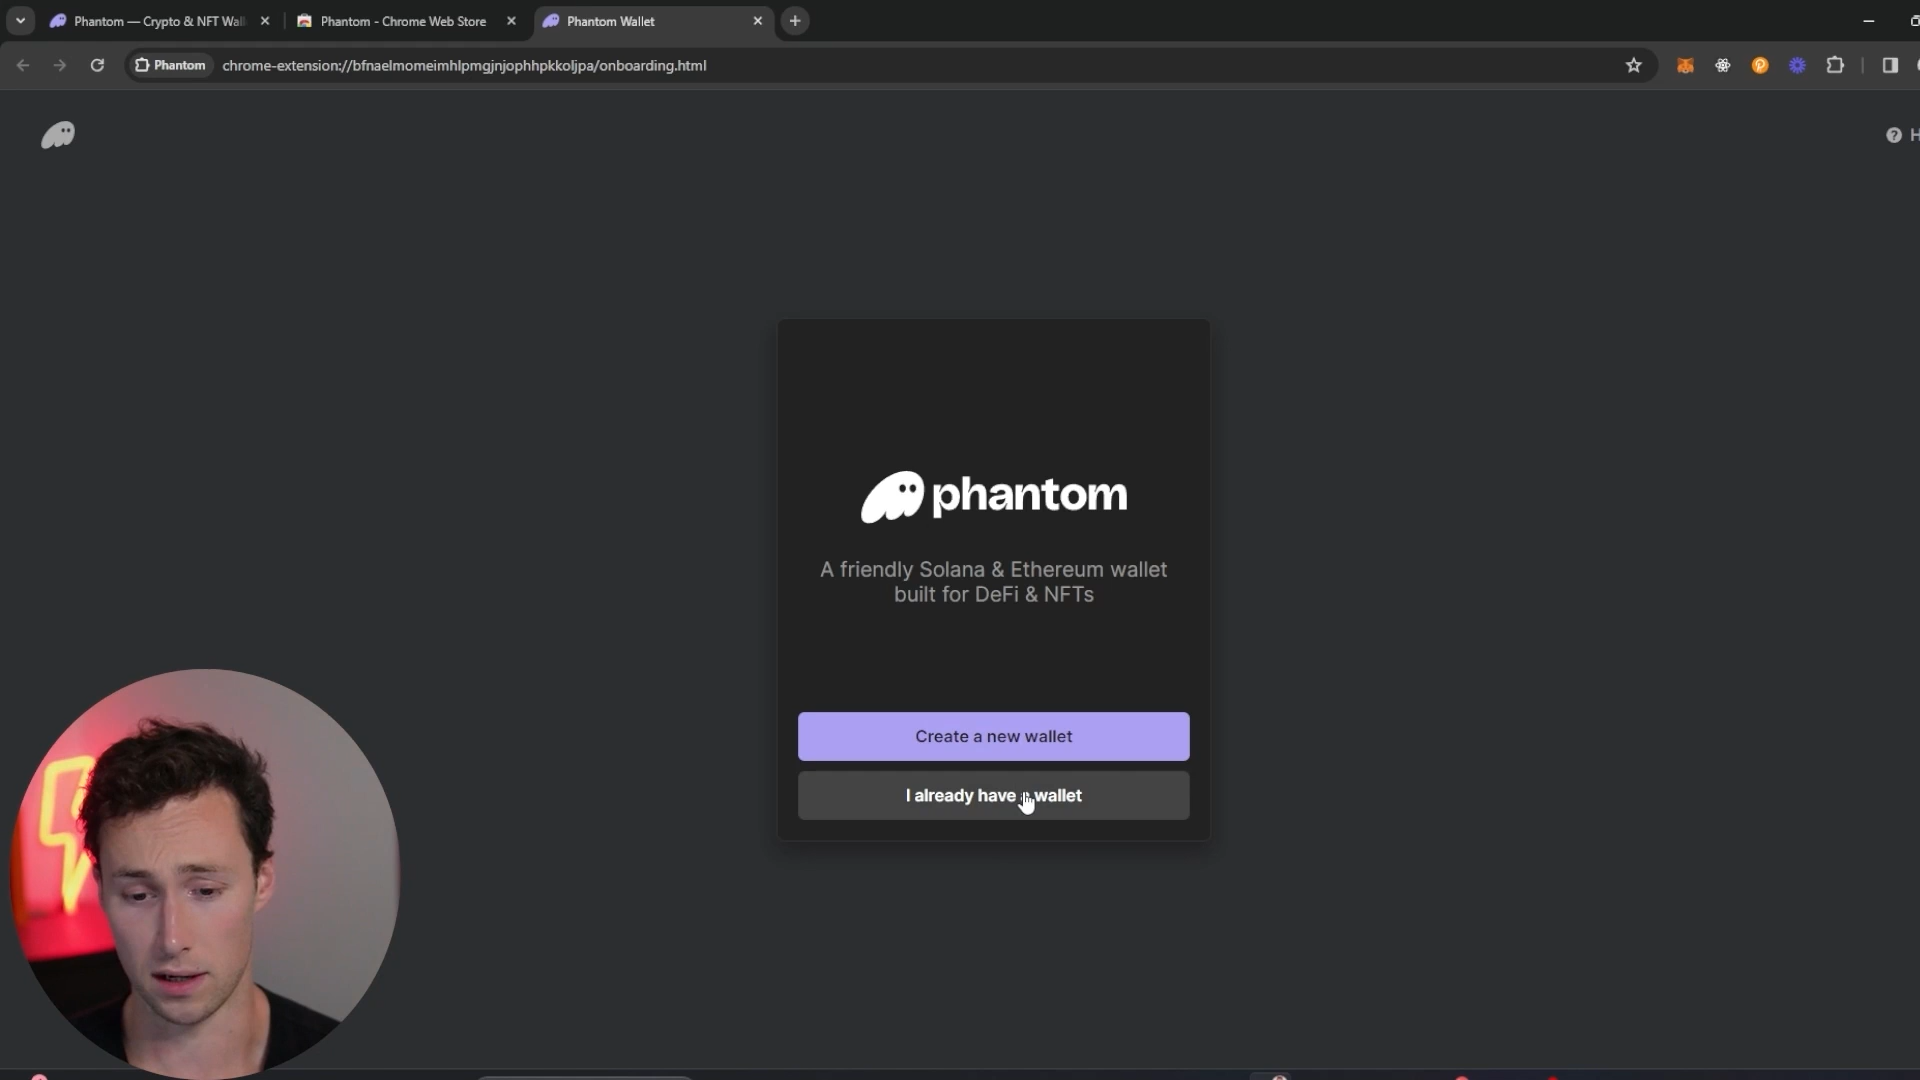 Phantom — Crypto & NFT Wal
Phantom - Chrome Web Store
Phantom Wallet
Phantom
chrome-extension://bfnaelmomeimhlpmgjnjophhpkkoljpa/onboarding.html
H
phantom
A friendly Solana & Ethereum wallet
built for DeFi & NFTs
Create a new wallet
I already have a wallet